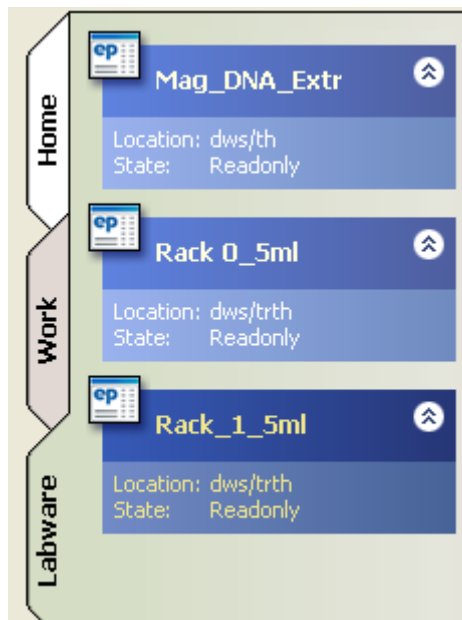 Home
Work
Labware
ep
Mag_DNA_Extr
Location: dws/th
State: Readonly
ep
Rack 0_5ml
Location: dws/trth
State: Readonly
ep
Rack_1_5ml
Location: dws/trth
State: Readonly